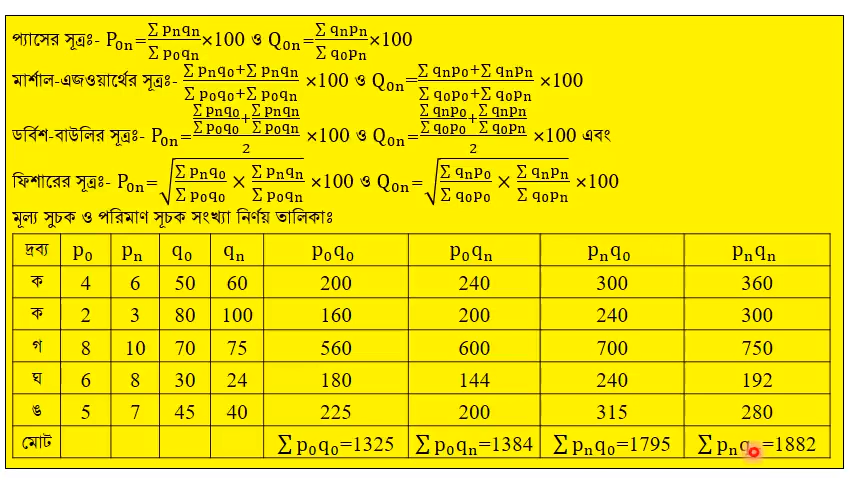 প্যাসের সূত্রঃ- P₀n=∑ pnqn/∑ p₀qn×100 ও Q₀n=∑ qnpn/∑ q₀pn×100
মার্শাল-এজওয়ার্থের সূত্রঃ- ∑ pnq₀+∑ pnqn/∑ p₀q₀+∑ p₀qn ×100 ও Q₀n=∑ qnp₀+∑ qnpn/∑ q₀p₀+∑ q₀pn ×100
ডর্বিশ-বাউলির সূত্রঃ- P₀n=(∑ pnq₀/∑ p₀q₀+∑ pnqn/∑ p₀qn)/2 ×100 ও Q₀n=(∑ qnp₀/∑ q₀p₀+∑ qnpn/∑ q₀pn)/2 ×100 এবং
ফিশারের সূত্রঃ- P₀n=√(∑ pnq₀/∑ p₀q₀ × ∑ pnqn/∑ p₀qn) ×100 ও Q₀n=√(∑ qnp₀/∑ q₀p₀ × ∑ qnpn/∑ q₀pn) ×100
মূল্য সুচক ও পরিমাণ সূচক সংখ্যা নির্ণয় তালিকাঃ
দ্রব্য p₀ pn q₀ qn p₀q₀ p₀qn pnq₀ pnqn
ক 4 6 50 60 200 240 300 360
ক 2 3 80 100 160 200 240 300
গ 8 10 70 75 560 600 700 750
ঘ 6 8 30 24 180 144 240 192
ঙ 5 7 45 40 225 200 315 280
মোট ∑ p₀q₀=1325 ∑ p₀qn=1384 ∑ pnq₀=1795 ∑ pnqn=1882